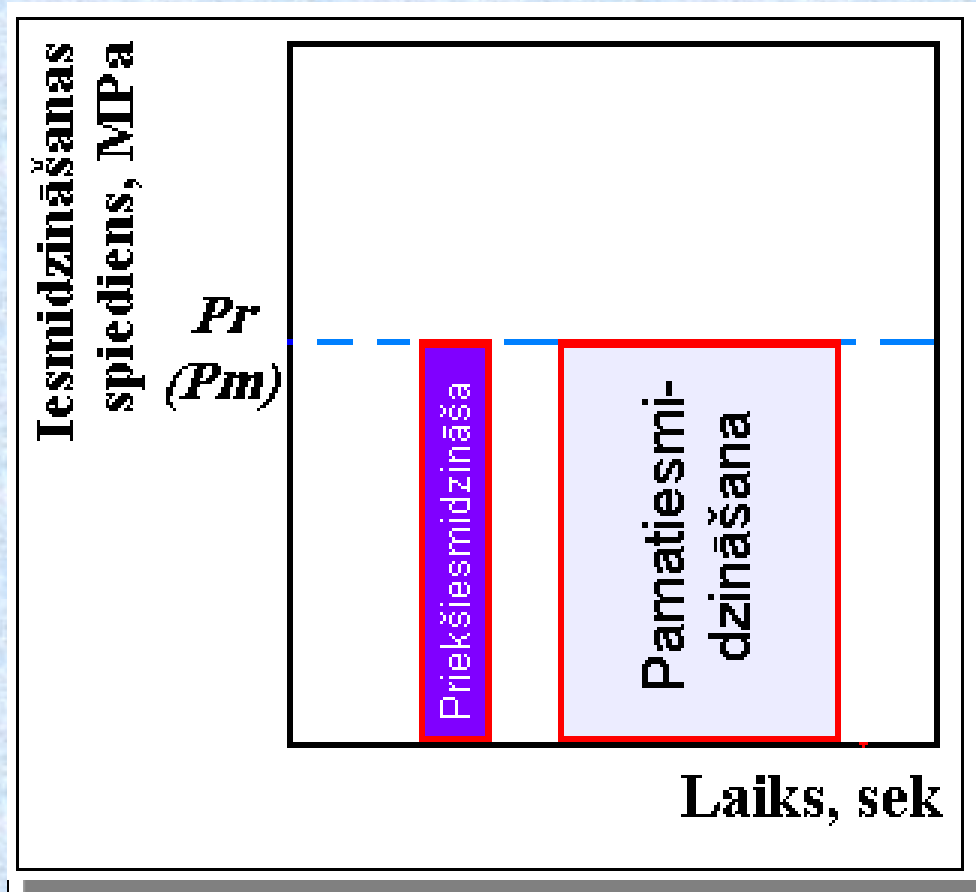 Iesmidzināšanas
spiediens, MPa
Pr
(Pm)
Priekšiesmidzināša
Pamatiesmi-
dzināšana
Laiks, sek